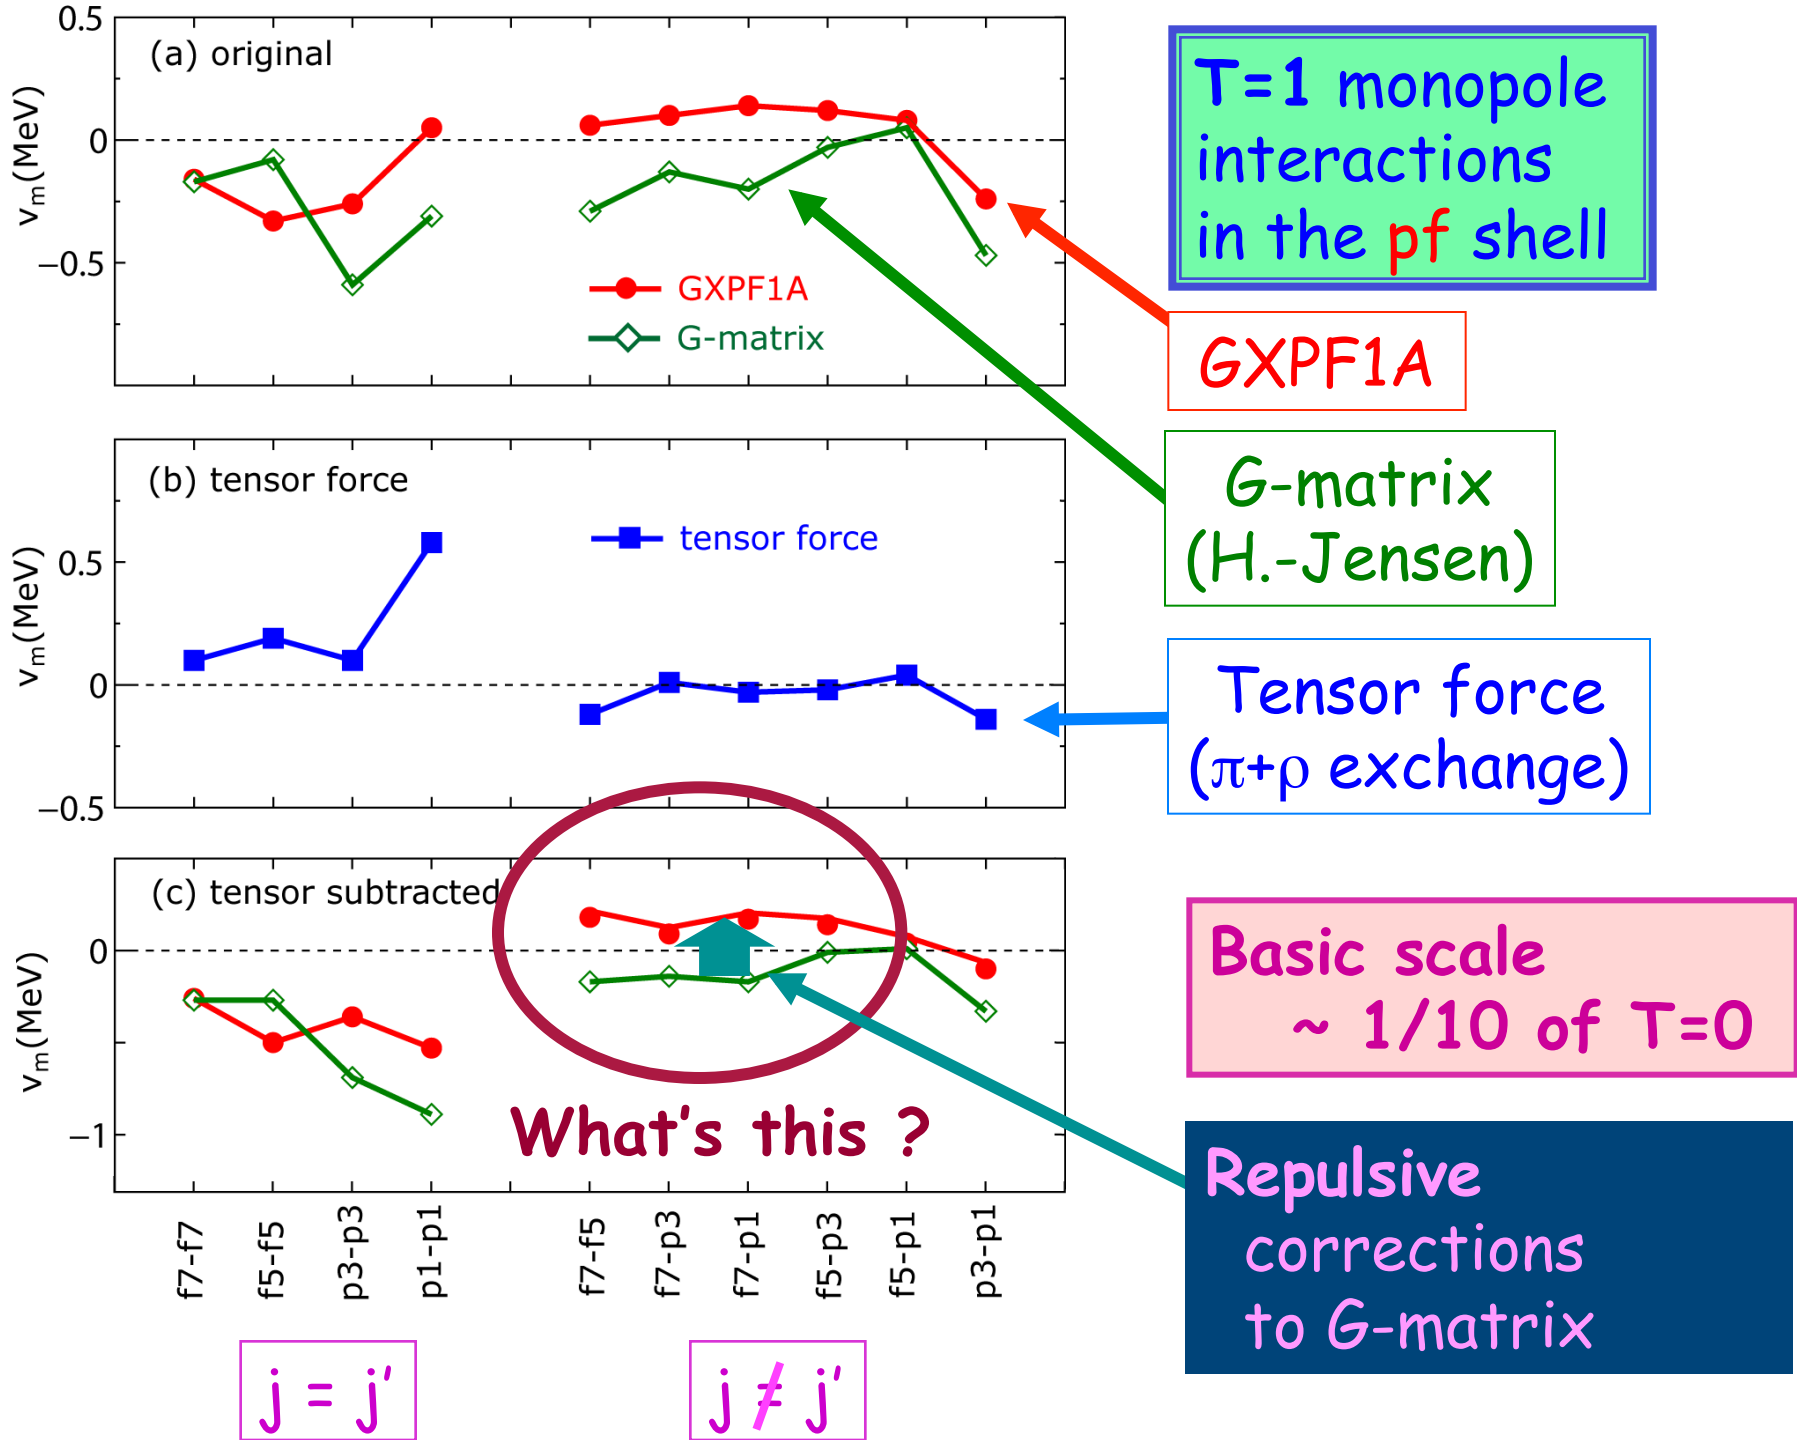 0.5
(a) original
0
−0.5
vm(MeV)
GXPF1A
G-matrix
(b) tensor force
tensor force
0.5
0
−0.5
vm(MeV)
(c) tensor subtracted
0
−1
vm(MeV)
What's this ?
f7-f7
f5-f5
p3-p3
p1-p1
f7-f5
f7-p3
f7-p1
f5-p3
f5-p1
p3-p1
j = j'
j ≠ j'
T=1 monopole
interactions
in the pf shell
GXPF1A
G-matrix
(H.-Jensen)
Tensor force
(π+ρ exchange)
Basic scale
~ 1/10 of T=0
Repulsive
corrections
to G-matrix